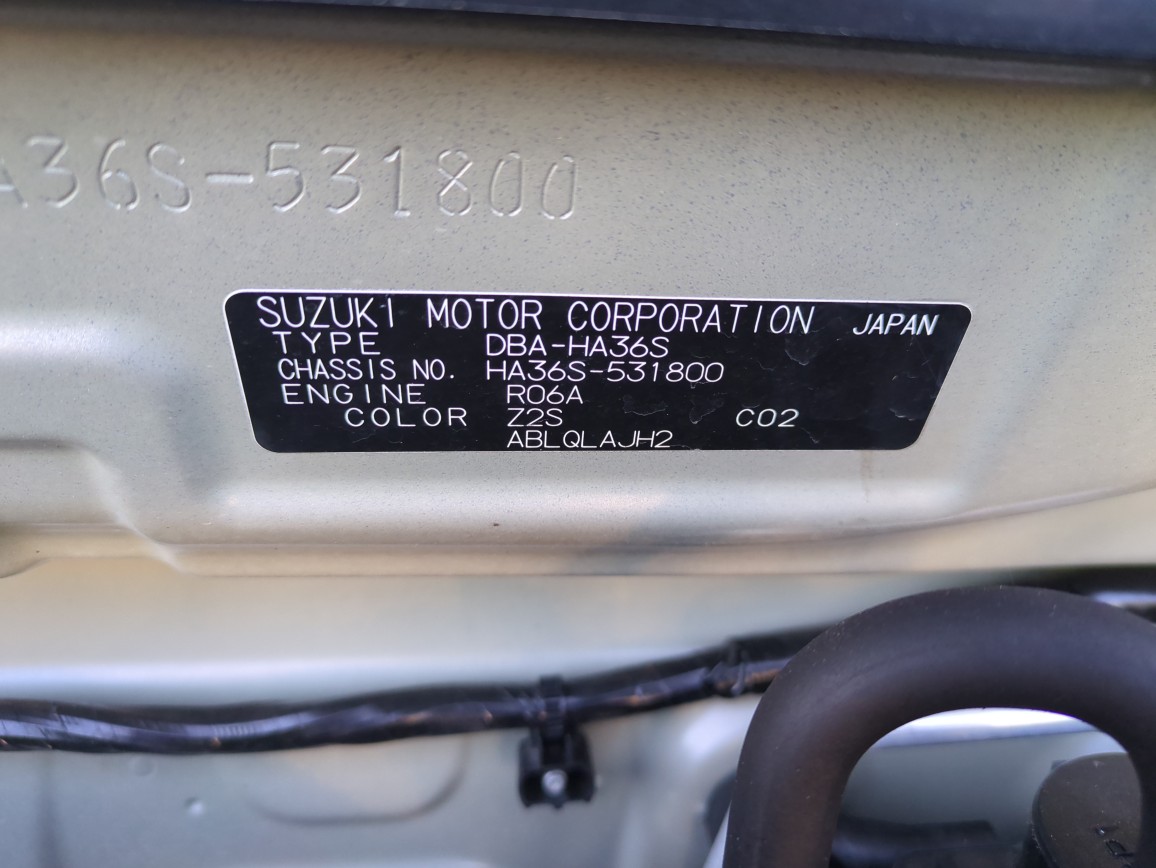 A36S-531800
SUZUKI MOTOR CORPORATION JAPAN
TYPE DBA-HA36S
CHASSIS NO. HA36S-531800
ENGINE R06A
COLOR Z2S C02
ABLQLAJH2